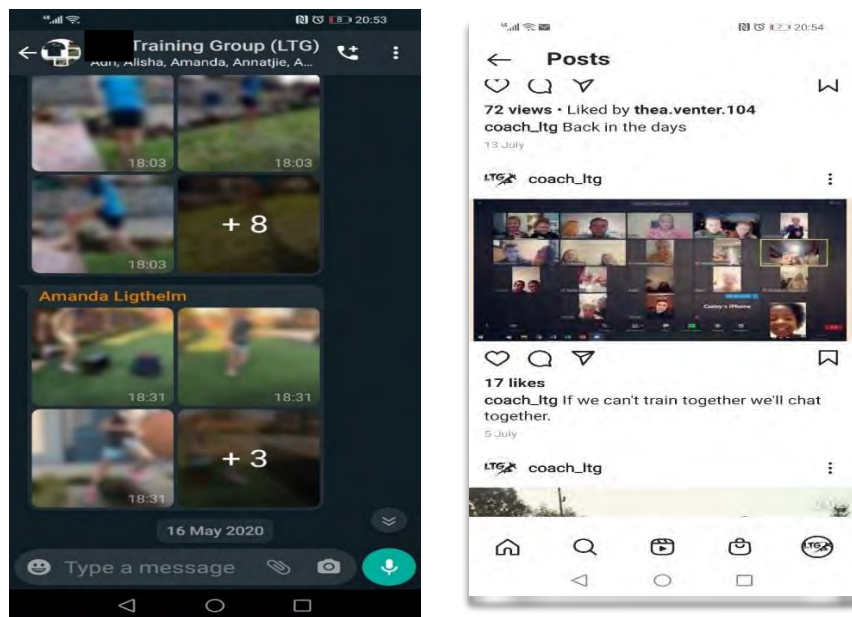 20:53
Training Group (LTG)
Adri, Alisha, Amanda, Annatjie, A...
18:03
18:03
18:03
+ 8
Amanda Ligthelm
18:31
18:31
18:31
+ 3
16 May 2020
Type a message
20:54
Posts
72 views • Liked by thea.venter.104
coach_ltg Back in the days
13 July
LTG coach_ltg
17 likes
coach_ltg If we can't train together we'll chat
together.
5 July
LTG coach_ltg
LTG